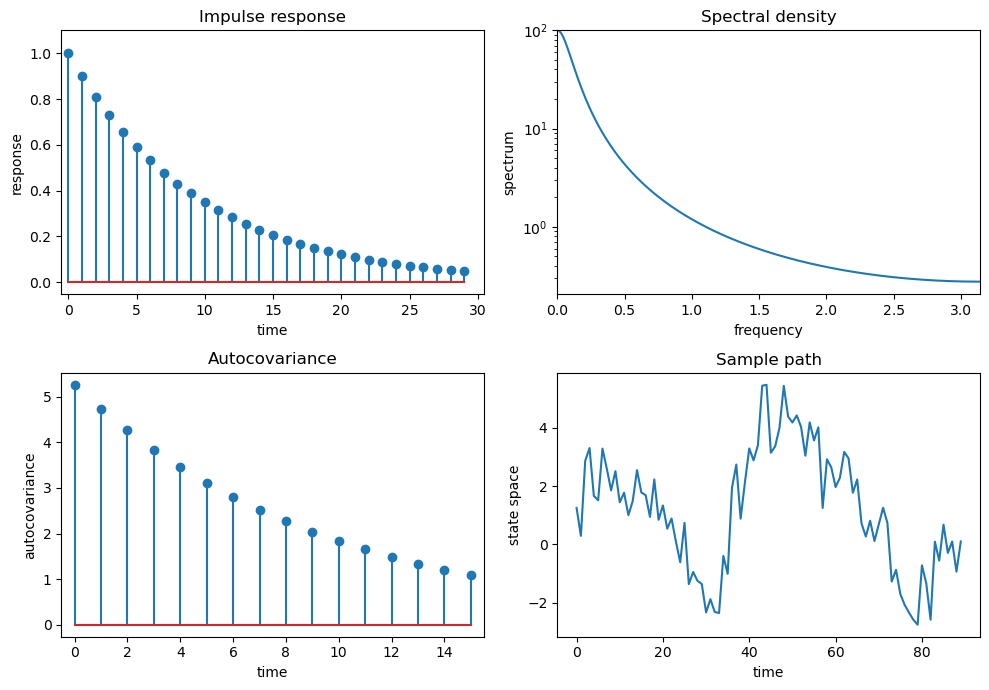 Impulse response
response
1.0
0.8
0.6
0.4
0.2
0.0
0 5 10 15 20 25 30
time
Spectral density
spectrum
10²
10¹
10⁰
0.0 0.5 1.0 1.5 2.0 2.5 3.0
frequency
Autocovariance
autocovariance
5
4
3
2
1
0
0 2 4 6 8 10 12 14
time
Sample path
state space
4
2
0
−2
0 20 40 60 80
time